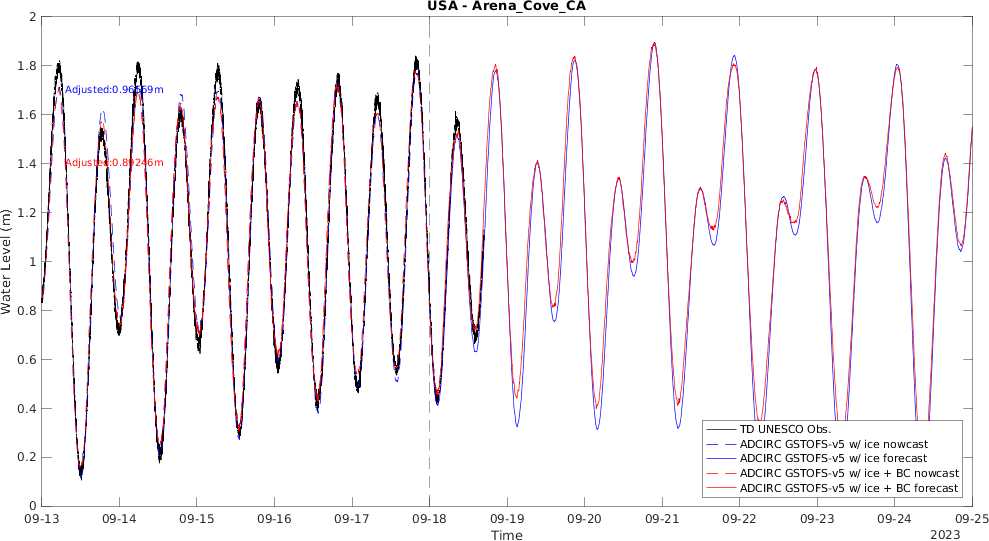 USA - Arena_Cove_CA
2
1.8
1.6
1.4
1.2
1
0.8
0.6
0.4
0.2
0
Water Level (m)
Adjusted:0.96569m
Adjusted:0.89246m
TD UNESCO Obs.
ADCIRC GSTOFS-v5 w/ ice nowcast
ADCIRC GSTOFS-v5 w/ ice forecast
ADCIRC GSTOFS-v5 w/ ice + BC nowcast
ADCIRC GSTOFS-v5 w/ ice + BC forecast
09-13 09-14 09-15 09-16 09-17 09-18 09-19 09-20 09-21 09-22 09-23 09-24 09-25
Time
2023